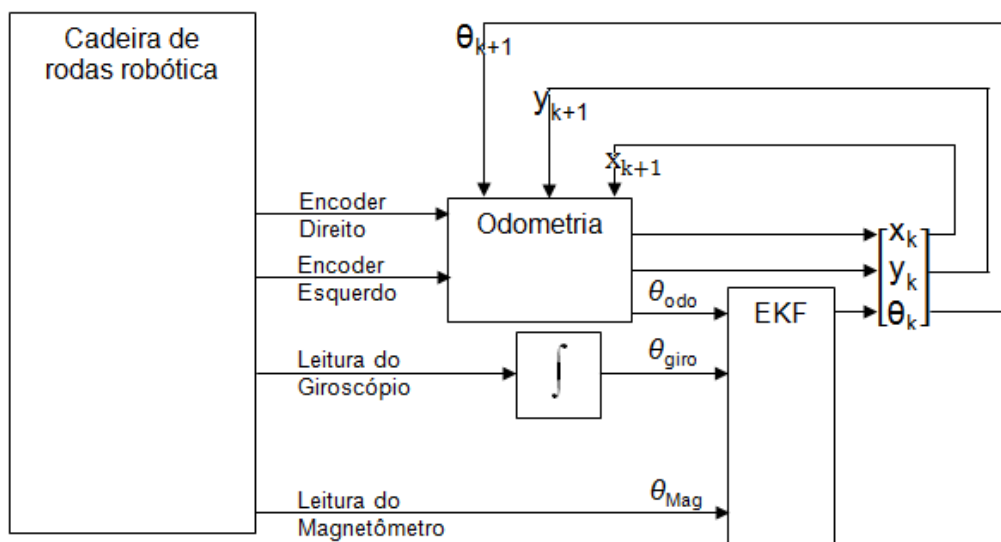 Cadeira de
rodas robótica
θk+1
yk+1
xk+1
Encoder
Direito
Odometria
xk
Encoder
Esquerdo
yk
θodo
EKF
θk
Leitura do
Giroscópio
∫
θgiro
Leitura do
Magnetômetro
θMag